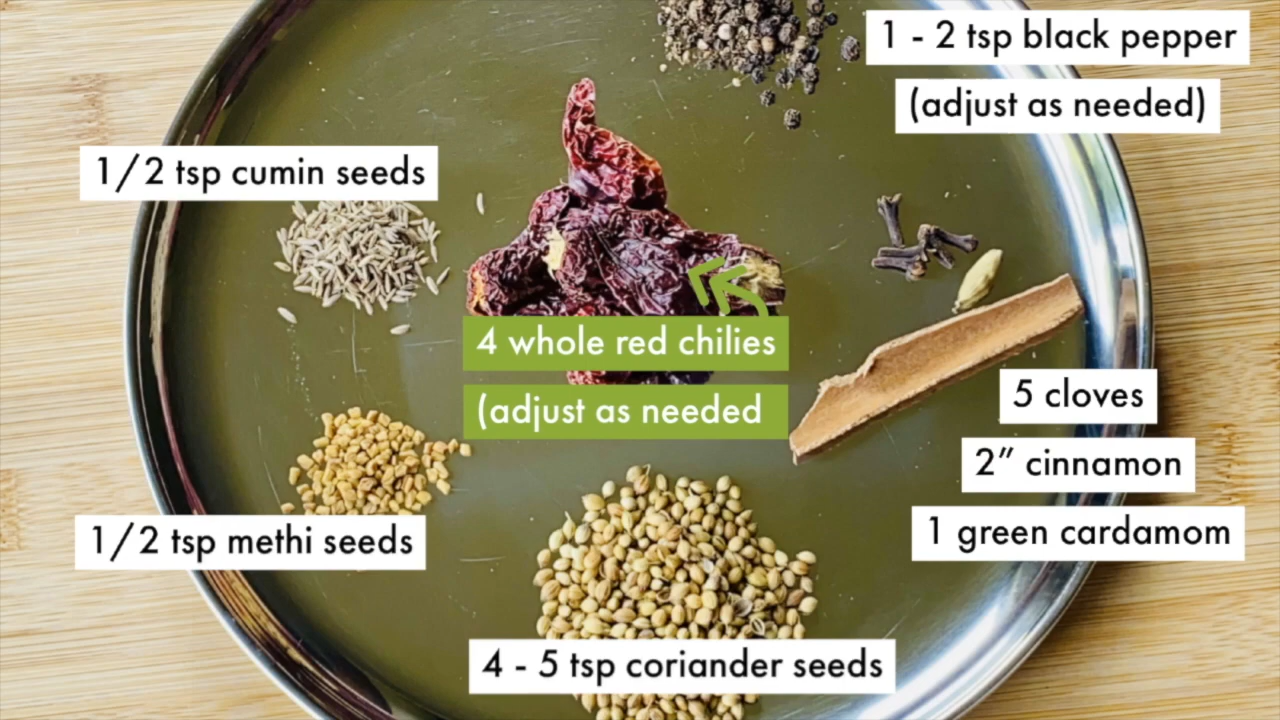 1 - 2 tsp black pepper
(adjust as needed)
1/2 tsp cumin seeds
4 whole red chilies
(adjust as needed
5 cloves
2” cinnamon
1 green cardamom
1/2 tsp methi seeds
4 - 5 tsp coriander seeds